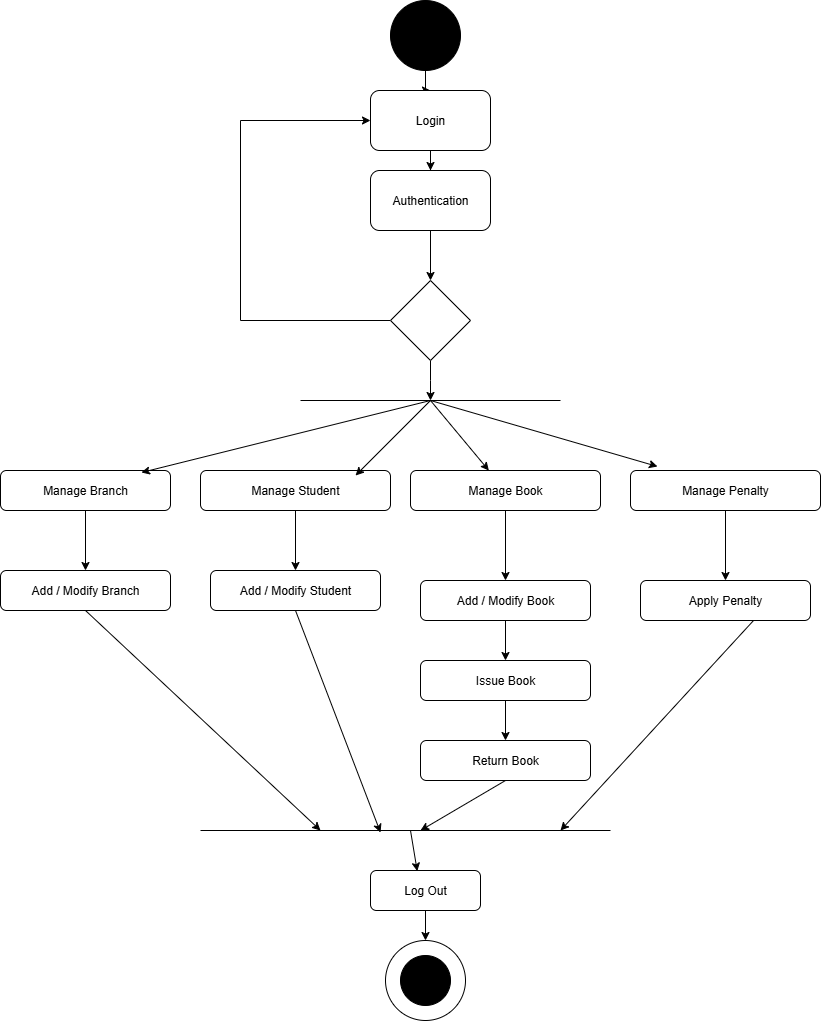 Login
Authentication
Manage Branch
Manage Student
Manage Book
Manage Penalty
Add / Modify Branch
Add / Modify Student
Add / Modify Book
Apply Penalty
Issue Book
Return Book
Log Out